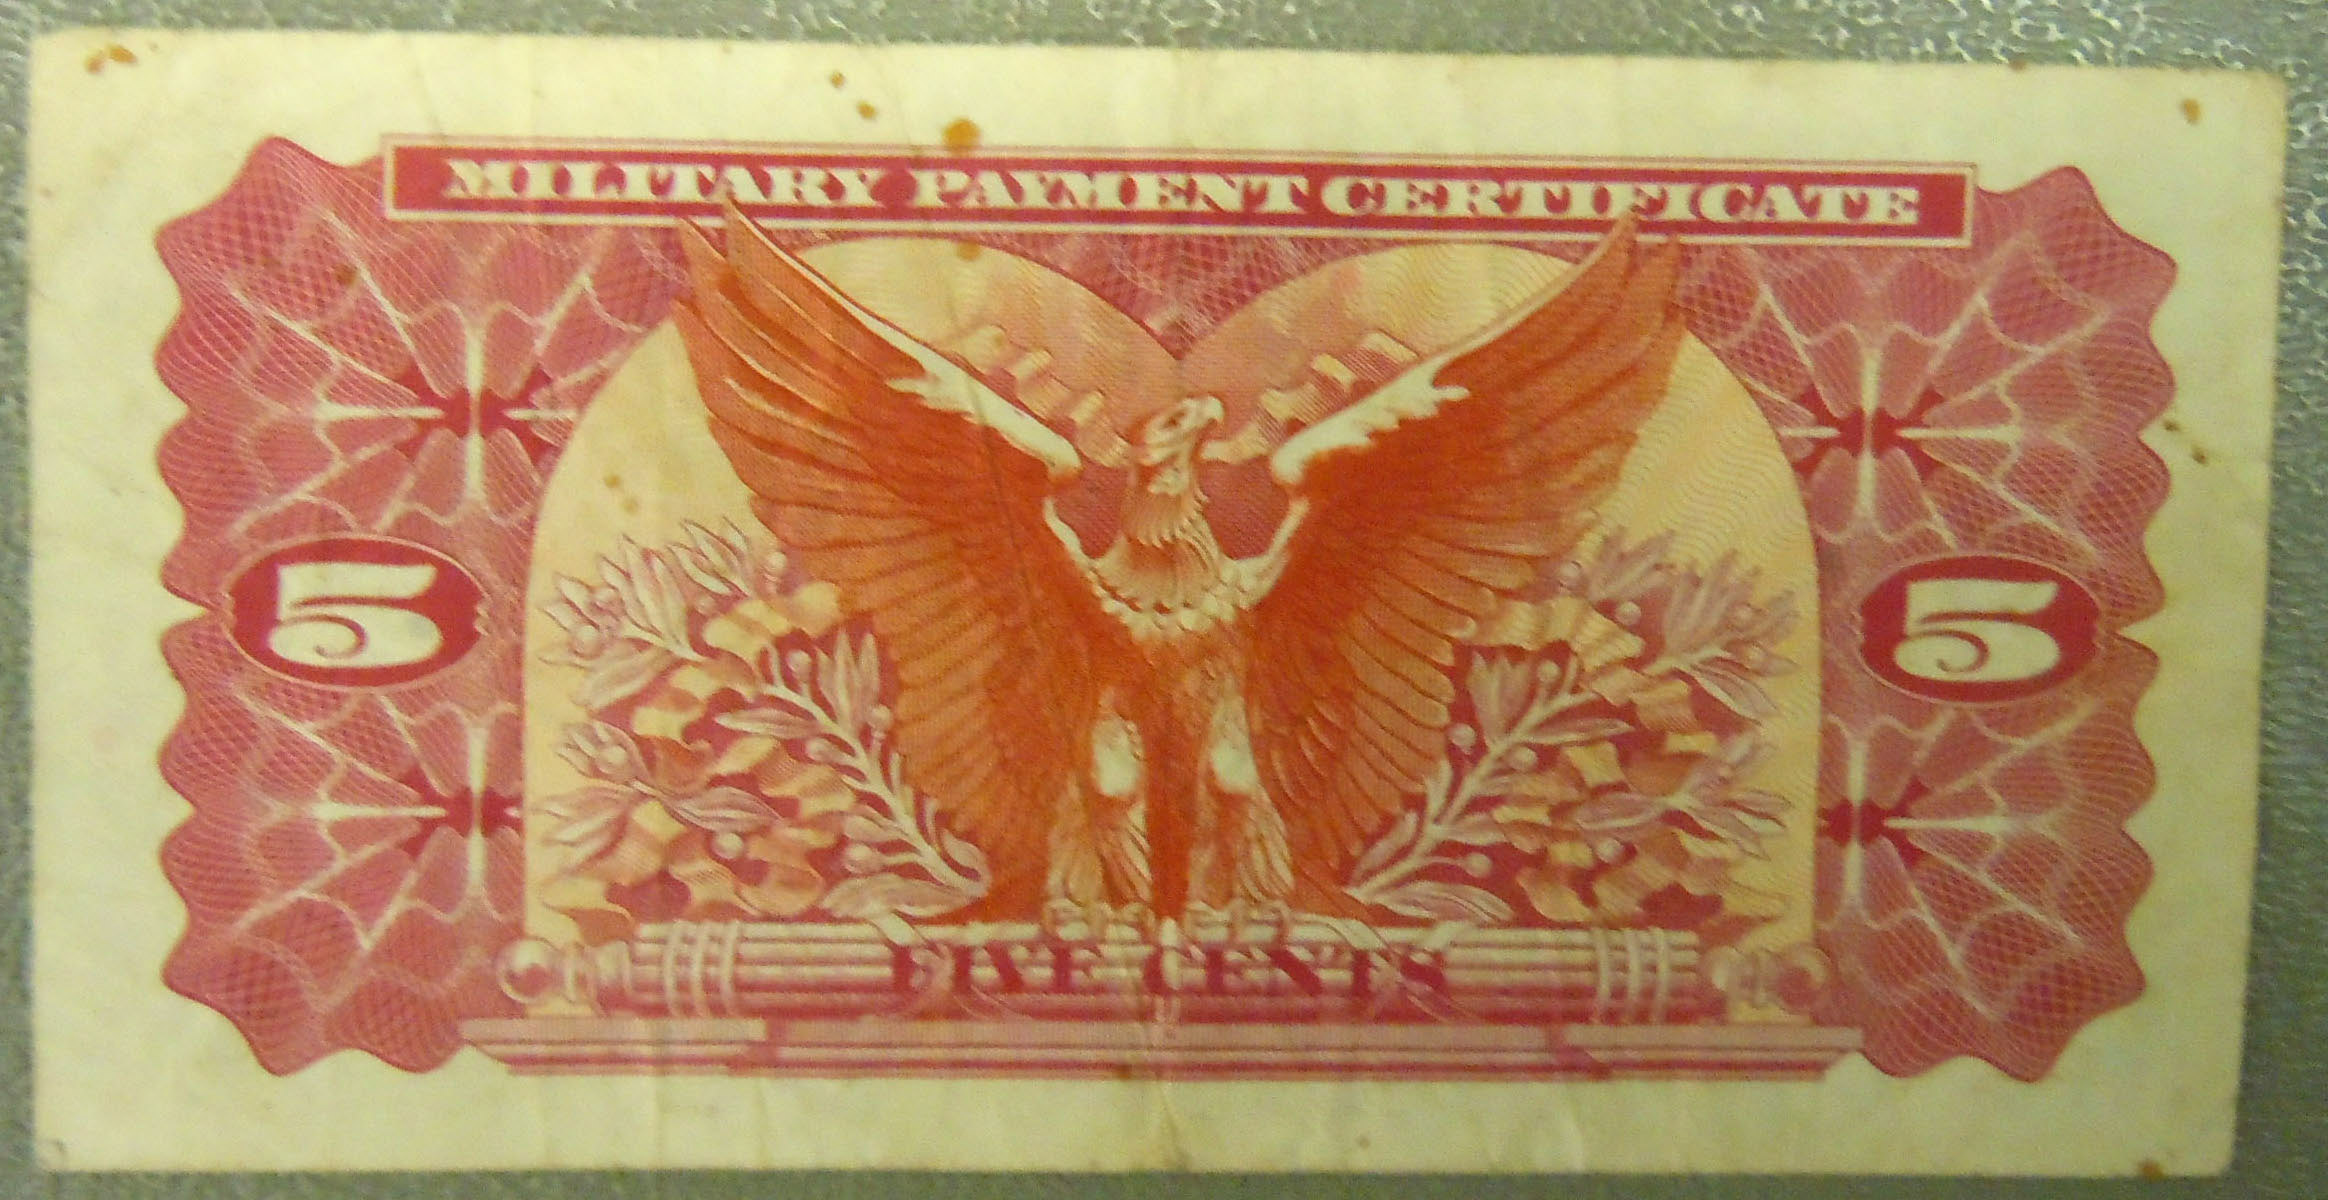 MILITARY PAYMENT CERTIFICATE
5 5
FIVE CENTS